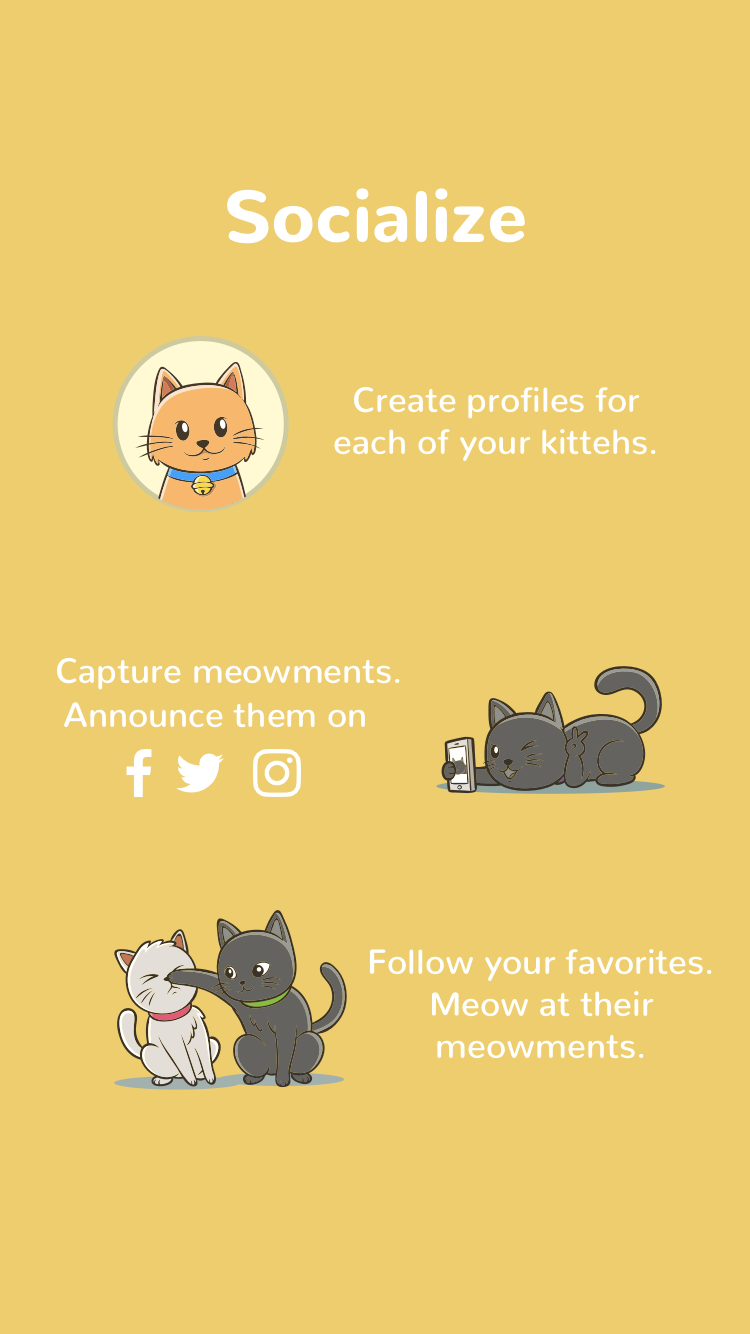 Socialize
Create profiles for
each of your kittehs.
Capture meowments.
Announce them on
Follow your favorites.
Meow at their
meowments.